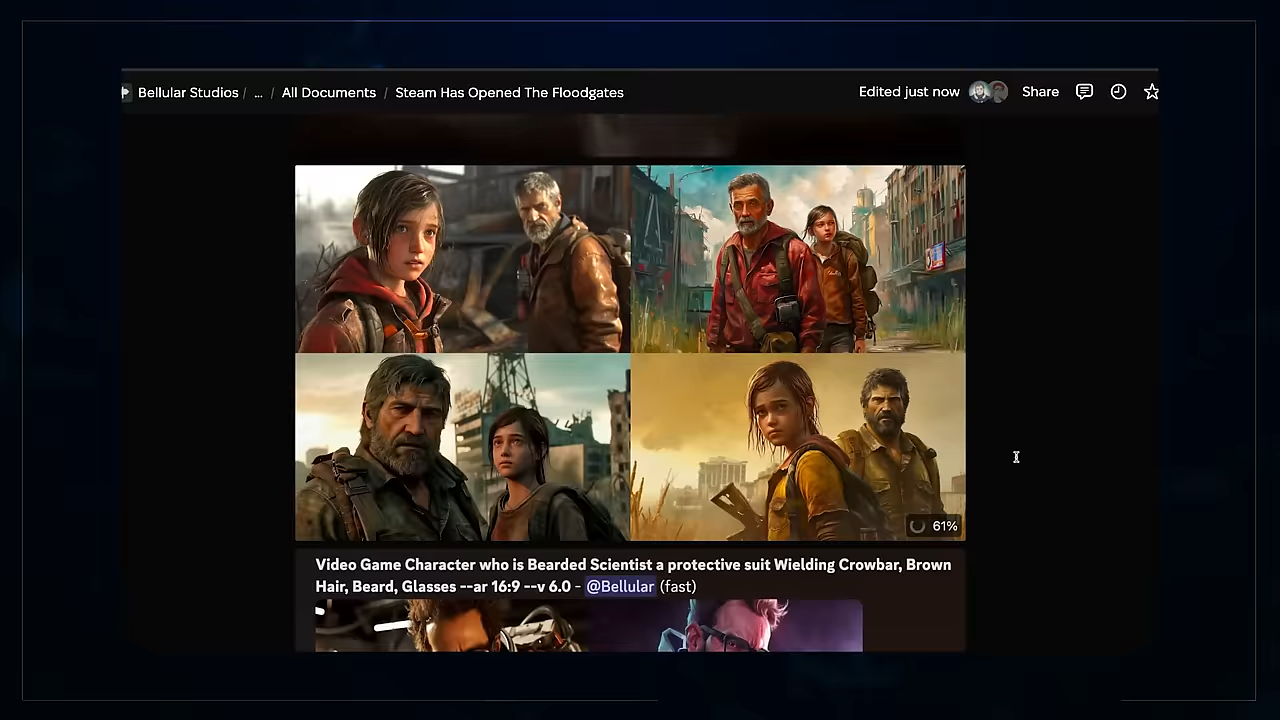 Bellular Studios / ... / All Documents / Steam Has Opened The Floodgates
Edited just now
Share
61%
Video Game Character who is Bearded Scientist a protective suit Wielding Crowbar, Brown
Hair, Beard, Glasses --ar 16:9 --v 6.0 - @Bellular (fast)